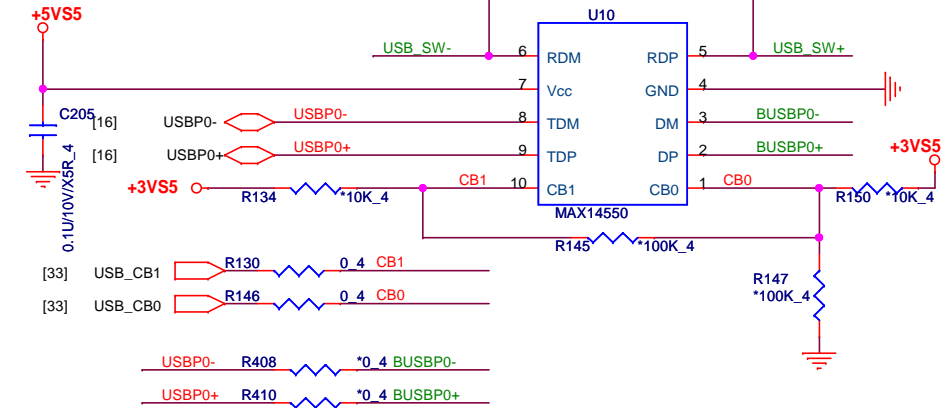 +5VS5
U10
USB_SW-
6
RDM
RDP
5
USB_SW+
7
Vcc
GND
4
C205
[16]
USBP0-
USBP0-
8
TDM
DM
3
BUSBP0-
[16]
USBP0+
USBP0+
9
TDP
DP
2
BUSBP0+
+3VS5
0.1U/10V/X5R_4
+3VS5
R134
*10K_4
CB1
10
CB1
CB0
1
CB0
R150
*10K_4
MAX14550
R145
*100K_4
[33]
USB_CB1
R130
0_4
CB1
R147
*100K_4
[33]
USB_CB0
R146
0_4
CB0
USBP0-
R408
*0_4
BUSBP0-
USBP0+
R410
*0_4
BUSBP0+